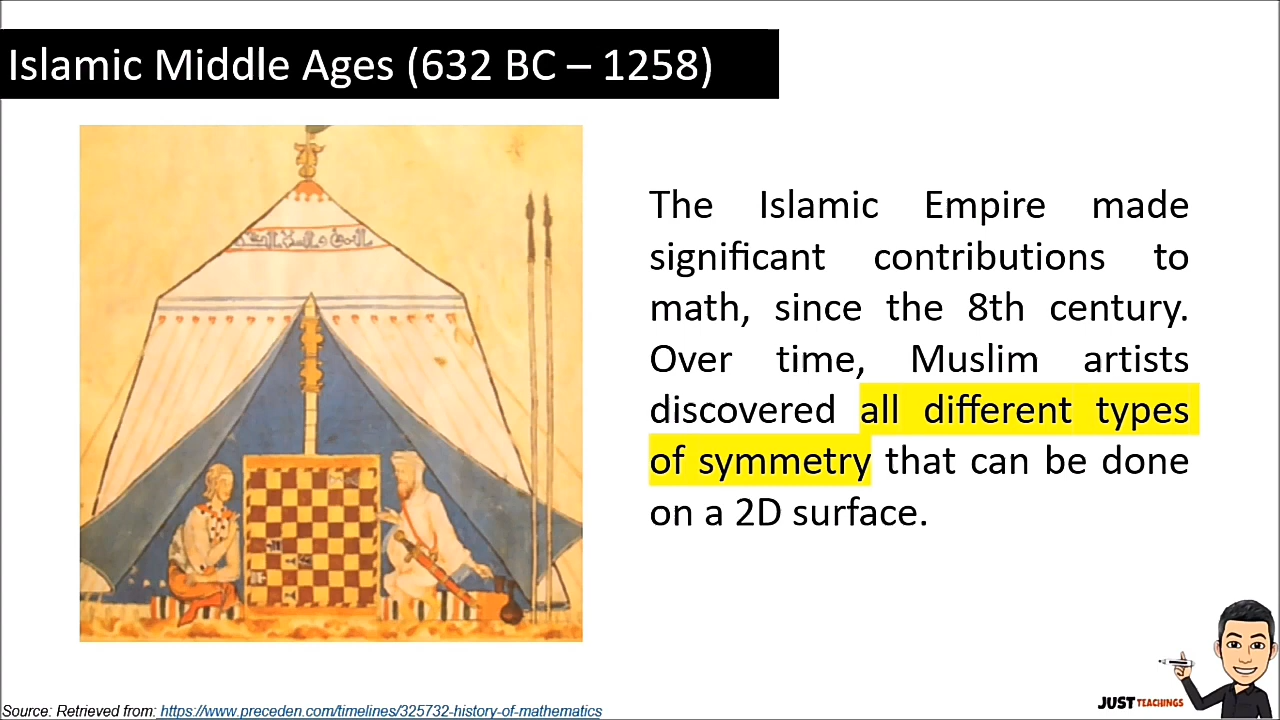 Islamic Middle Ages (632 BC – 1258)
The Islamic Empire made
significant contributions to
math, since the 8th century.
Over time, Muslim artists
discovered all different types
of symmetry that can be done
on a 2D surface.
JUST TEACHINGS
Source: Retrieved from: https://www.preceden.com/timelines/325732-history-of-mathematics